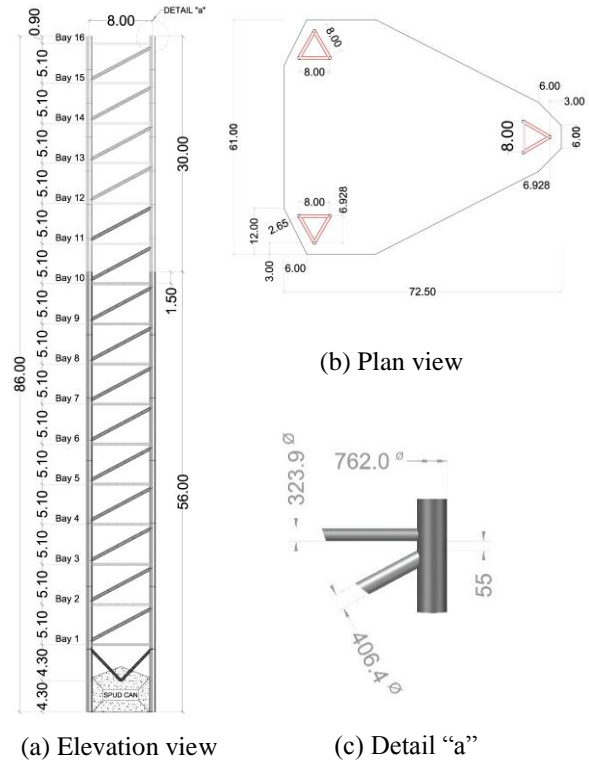 8.00
DETAIL "a"
0.90
Bay 16
5.10
Bay 15
5.10
Bay 14
5.10
Bay 13
5.10
Bay 12
5.10
Bay 11
5.10
Bay 10
5.10
Bay 9
5.10
Bay 8
5.10
Bay 7
5.10
Bay 6
5.10
Bay 5
5.10
Bay 4
5.10
Bay 3
5.10
Bay 2
5.10
Bay 1
4.30
4.30
SPUD CAN
86.00
30.00
1.50
56.00
(a) Elevation view
8.00
8.00
61.00
6.00
3.00
8.00
6.00
6.928
8.00
6.928
2.65
12.00
3.00
6.00
72.50
(b) Plan view
762.0 Ø
323.9 Ø
55
406.4 Ø
(c) Detail “a”